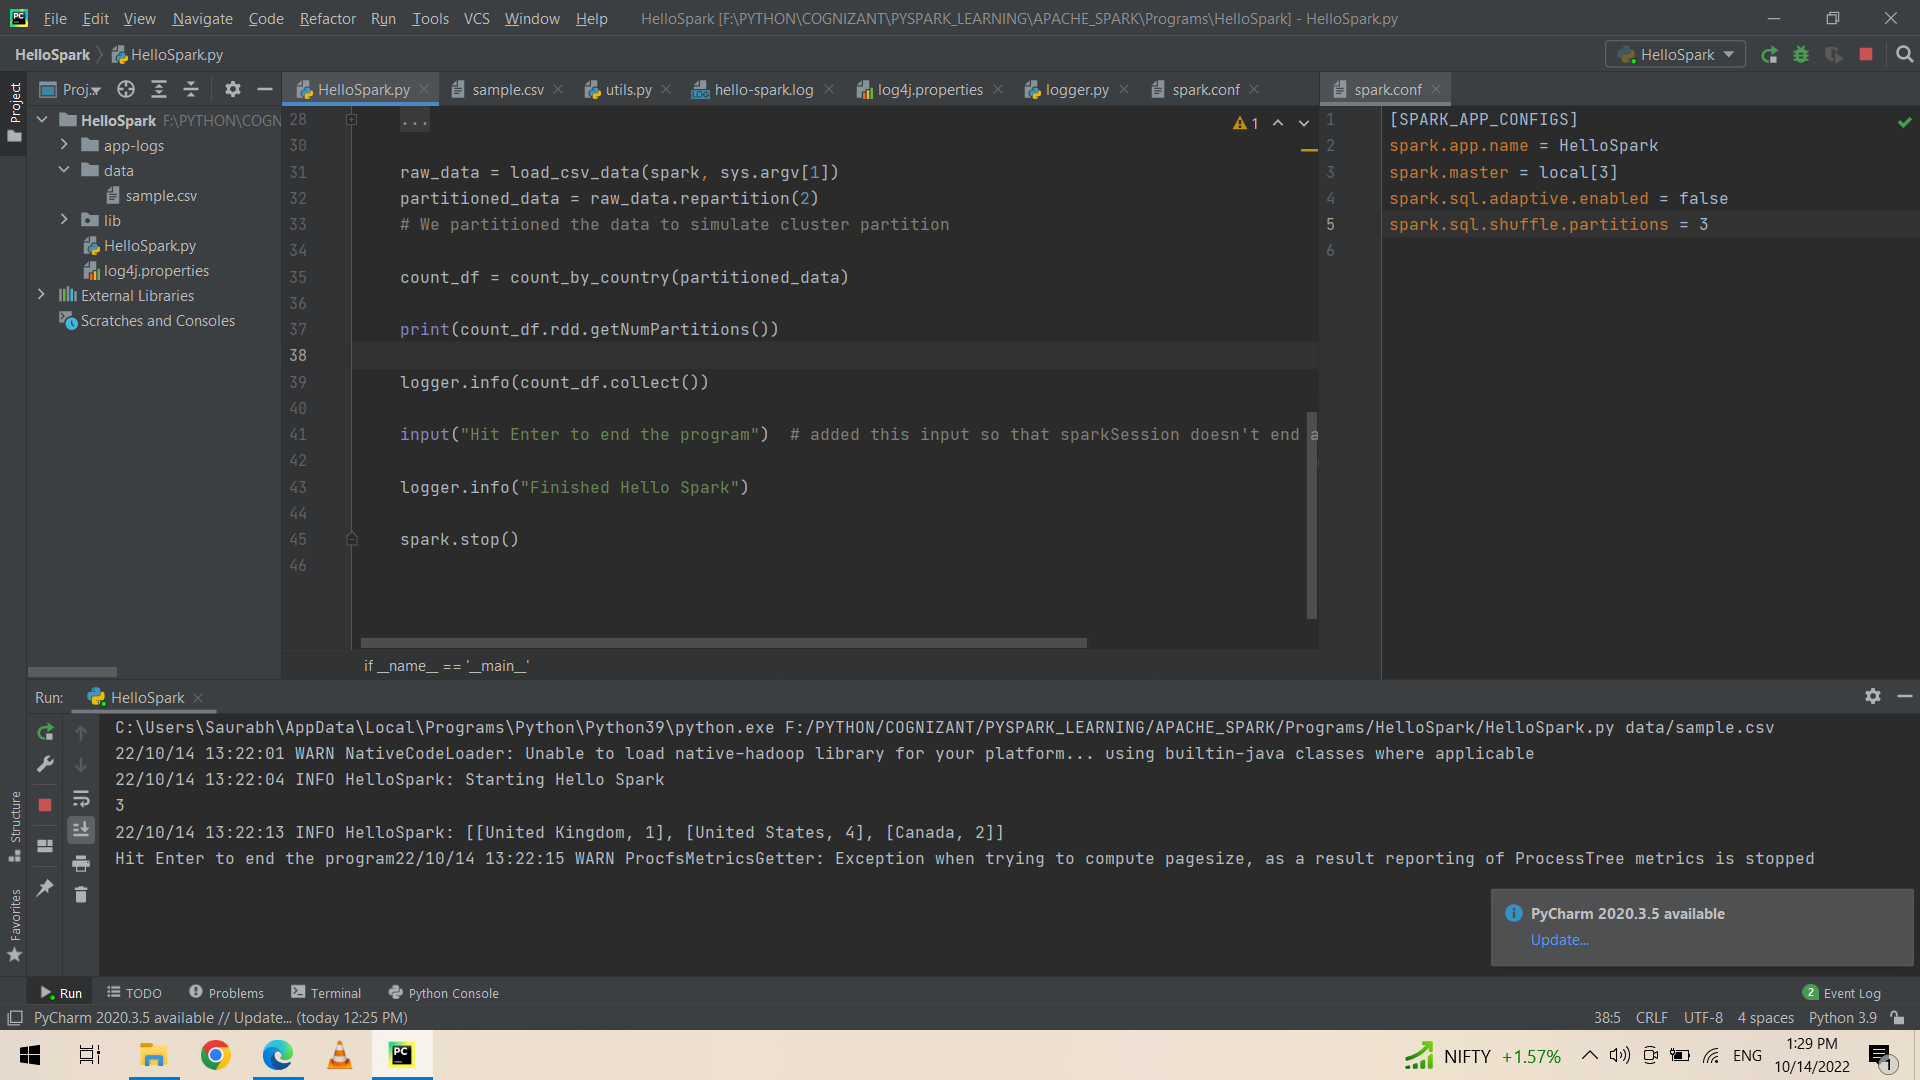 PC File Edit View Navigate Code Refactor Run Tools VCS Window Help HelloSpark [F:\PYTHON\COGNIZANT\PYSPARK_LEARNING\APACHE_SPARK\Programs\HelloSpark] - HelloSpark.py
HelloSpark HelloSpark.py HelloSpark
Project
Proj... HelloSpark.py sample.csv utils.py hello-spark.log log4j.properties logger.py spark.conf spark.conf
HelloSpark F:\PYTHON\COGN
app-logs
data
sample.csv
lib
HelloSpark.py
log4j.properties
External Libraries
Scratches and Consoles
28 ...
1
30
31 raw_data = load_csv_data(spark, sys.argv[1])
32 partitioned_data = raw_data.repartition(2)
33 # We partitioned the data to simulate cluster partition
34
35 count_df = count_by_country(partitioned_data)
36
37 print(count_df.rdd.getNumPartitions())
38
39 logger.info(count_df.collect())
40
41 input("Hit Enter to end the program") # added this input so that sparkSession doesn't end a
42
43 logger.info("Finished Hello Spark")
44
45 spark.stop()
46
if __name__ == '__main__'
1 [SPARK_APP_CONFIGS]
2 spark.app.name = HelloSpark
3 spark.master = local[3]
4 spark.sql.adaptive.enabled = false
5 spark.sql.shuffle.partitions = 3
6
Run: HelloSpark
C:\Users\Saurabh\AppData\Local\Programs\Python\Python39\python.exe F:/PYTHON/COGNIZANT/PYSPARK_LEARNING/APACHE_SPARK/Programs/HelloSpark/HelloSpark.py data/sample.csv
22/10/14 13:22:01 WARN NativeCodeLoader: Unable to load native-hadoop library for your platform... using builtin-java classes where applicable
22/10/14 13:22:04 INFO HelloSpark: Starting Hello Spark
3
22/10/14 13:22:13 INFO HelloSpark: [[United Kingdom, 1], [United States, 4], [Canada, 2]]
Hit Enter to end the program22/10/14 13:22:15 WARN ProcfsMetricsGetter: Exception when trying to compute pagesize, as a result reporting of ProcessTree metrics is stopped
Structure
Favorites
PyCharm 2020.3.5 available
Update...
Run TODO Problems Terminal Python Console 2 Event Log
PyCharm 2020.3.5 available // Update... (today 12:25 PM) 38:5 CRLF UTF-8 4 spaces Python 3.9
PC NIFTY +1.57% ENG 1:29 PM
10/14/2022 1